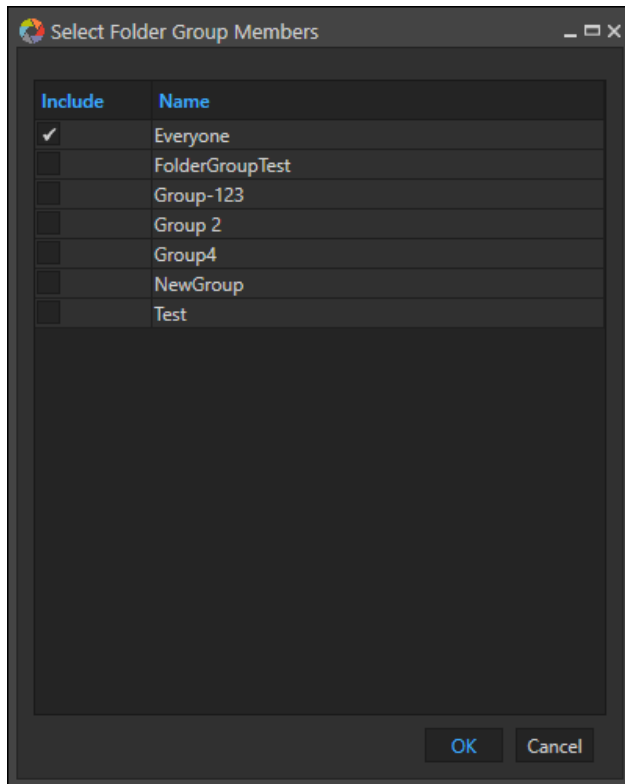 Select Folder Group Members
Include Name
Everyone
FolderGroupTest
Group-123
Group 2
Group4
NewGroup
Test
OK Cancel